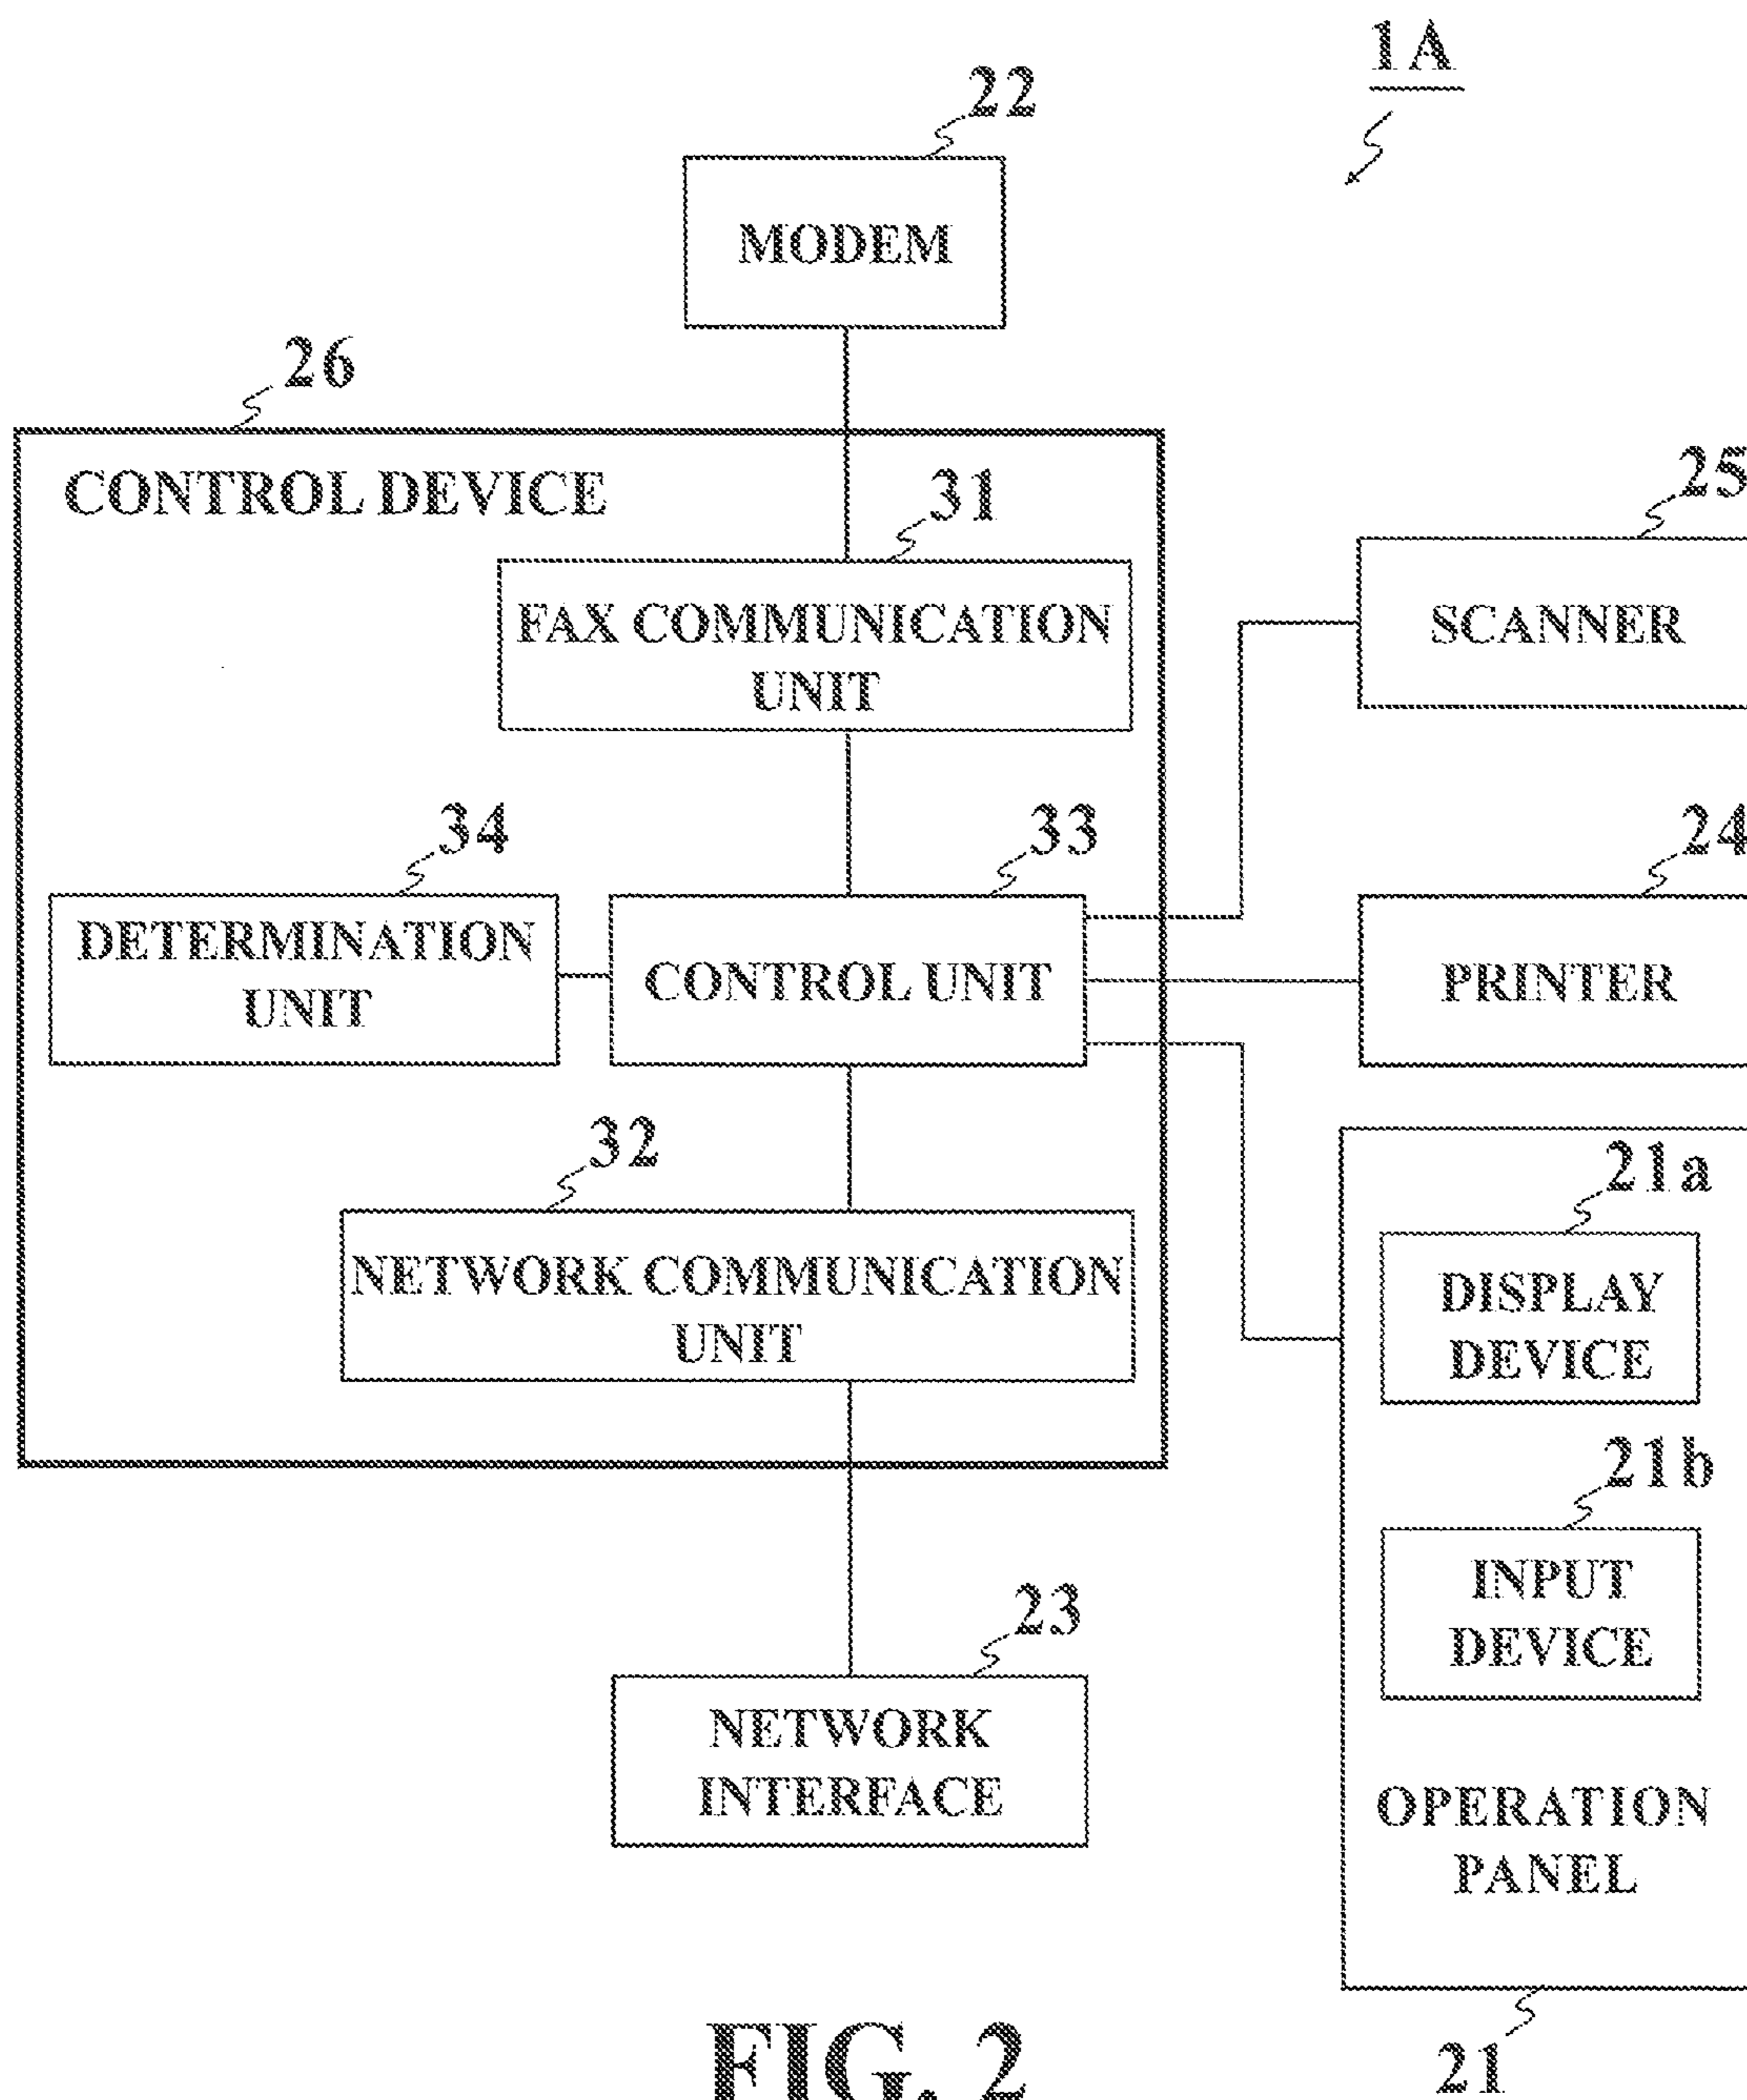 1A
22
MODEM
26
CONTROL DEVICE
31
FAX COMMUNICATION
UNIT
25
SCANNER
34
DETERMINATION
UNIT
33
CONTROL UNIT
24
PRINTER
32
NETWORK COMMUNICATION
UNIT
21a
DISPLAY
DEVICE
21b
INPUT
DEVICE
23
NETWORK
INTERFACE
OPERATION
PANEL
21
FIG. 2